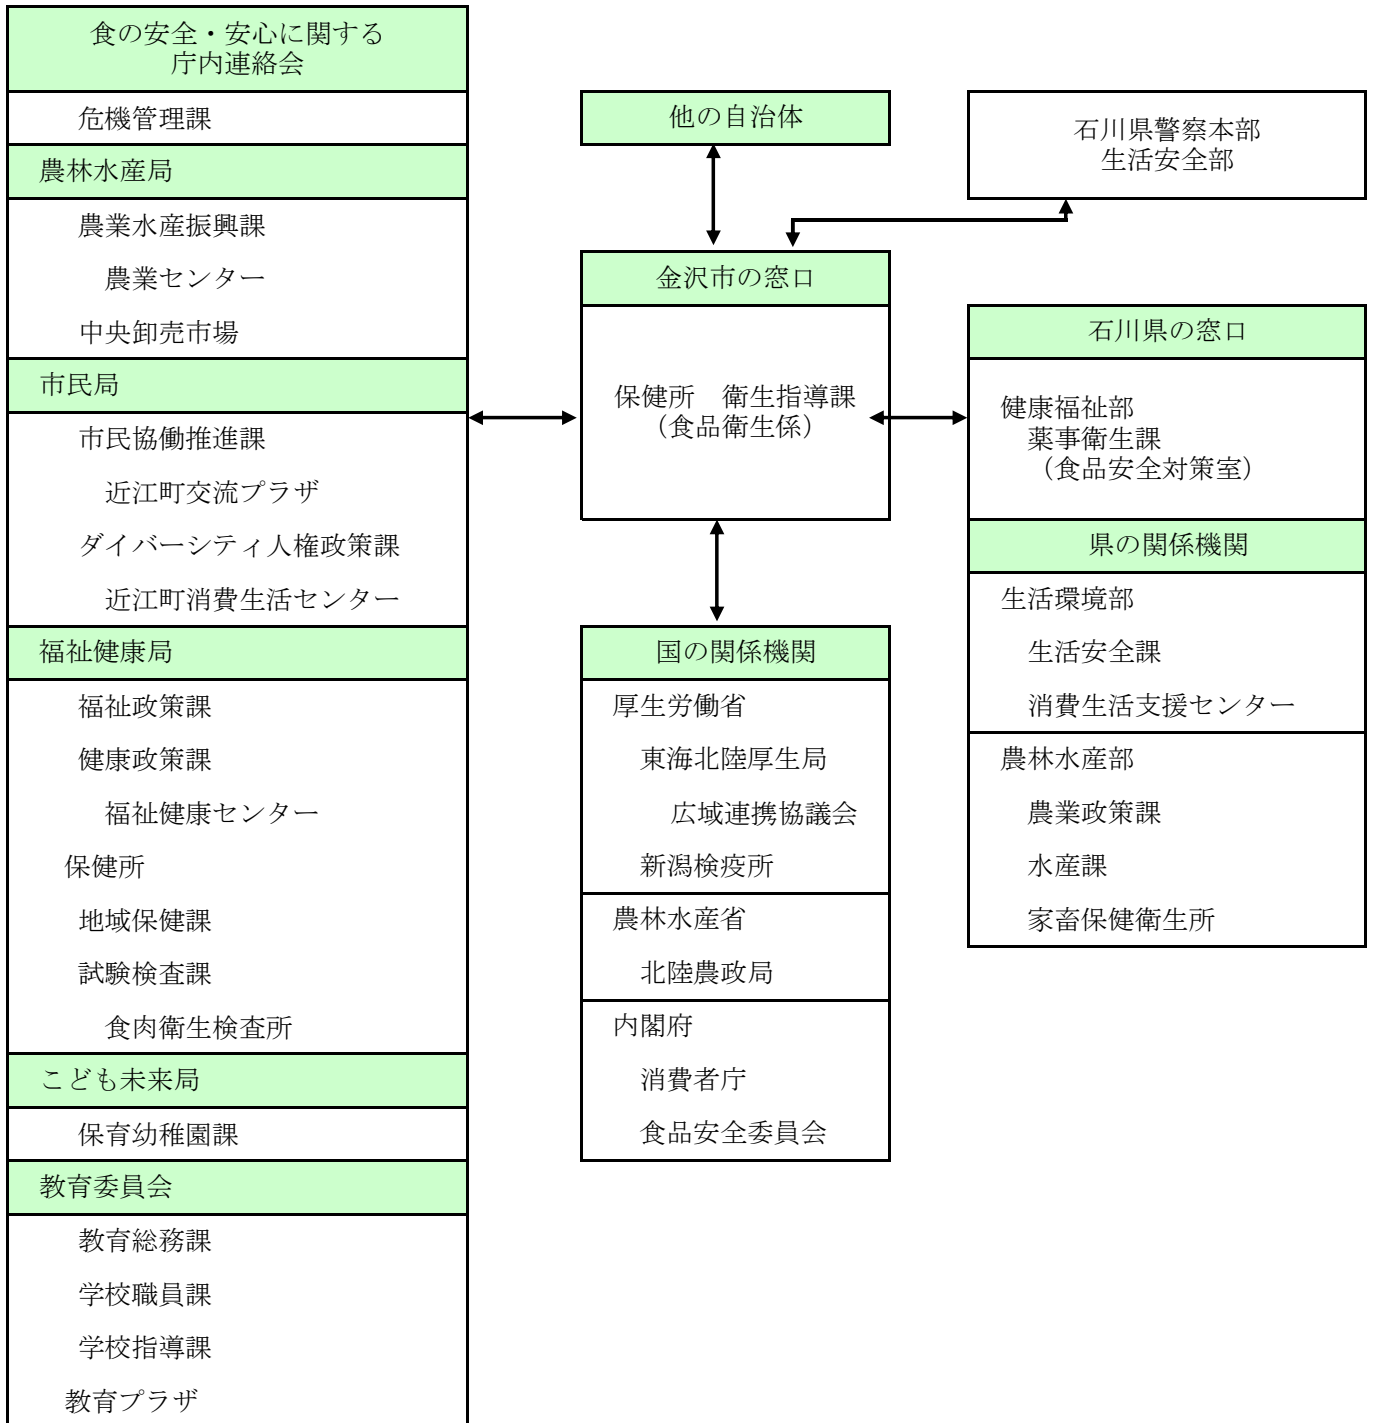 食の安全・安心に関する
庁内連絡会
危機管理課
農林水産局
農業水産振興課
農業センター
中央卸売市場
市民局
市民協働推進課
近江町交流プラザ
ダイバーシティ人権政策課
近江町消費生活センター
福祉健康局
福祉政策課
健康政策課
福祉健康センター
保健所
地域保健課
試験検査課
食肉衛生検査所
こども未来局
保育幼稚園課
教育委員会
教育総務課
学校職員課
学校指導課
教育プラザ
他の自治体
金沢市の窓口
保健所　衛生指導課
（食品衛生係）
国の関係機関
厚生労働省
東海北陸厚生局
広域連携協議会
新潟検疫所
農林水産省
北陸農政局
内閣府
消費者庁
食品安全委員会
石川県警察本部
生活安全部
石川県の窓口
健康福祉部
薬事衛生課
（食品安全対策室）
県の関係機関
生活環境部
生活安全課
消費生活支援センター
農林水産部
農業政策課
水産課
家畜保健衛生所